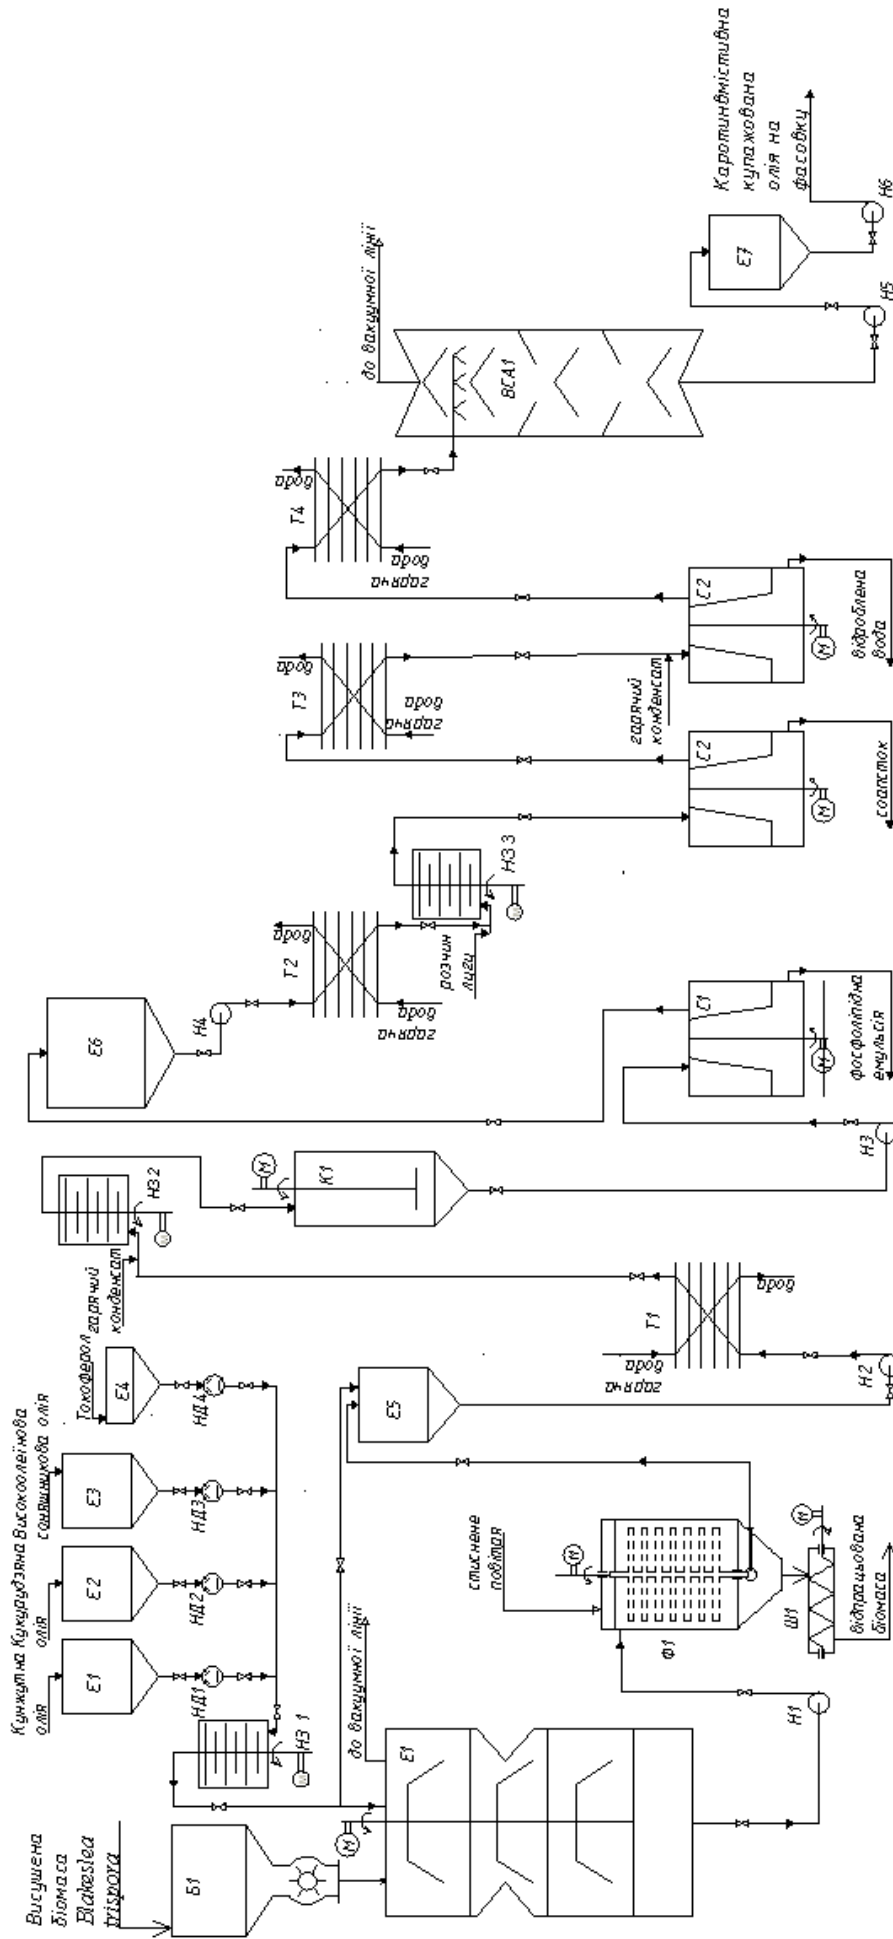 Висушена
біомаса
Blakeslea
trispora
Б1
Кунжутна
олія
Кукурудзяна
олія
Високоолеїнова
соняшникова олія
Токоферол
Е1
Е2
Е3
Е4
НД1
НД2
НД3
НД4
НЗ 1
М
Е1
до вакуумної лінії
Н1
стиснене
повітая
М
Ф1
Ш1
М
відпрацьована
біомаса
Е5
Н2
Т1
гаряча
вода
вода
гарячий
конденсат
НЗ 2
М
К1
Н3
С1
М
фосфоліпідна
емульсія
Е6
Н4
Т2
гаряча
вода
вода
розчин
лугу
НЗ 3
С2
М
соапсток
Т3
гаряча
вода
вода
гарячий
конденсат
С2
М
відроблена
вода
Т4
гаряча
вода
вода
до вакуумної лінії
ВСА1
Н5
Е7
Н6
Каротинвмістивна
купажована
олія на
фасовку